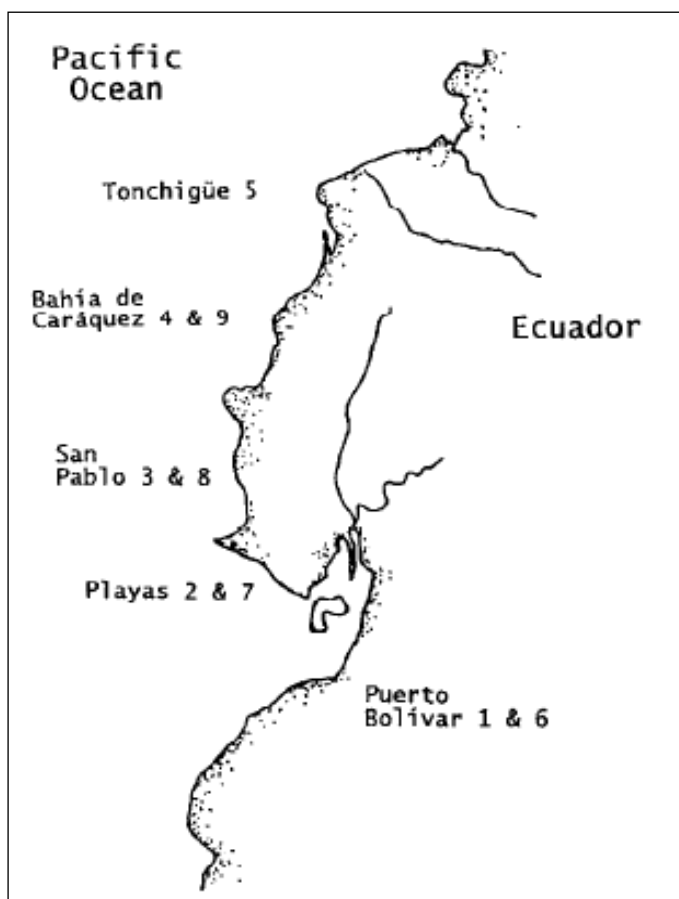 Pacific
Ocean
Tonchigüe 5
Bahía de
Caráquez 4 & 9
Ecuador
San
Pablo 3 & 8
Playas 2 & 7
Puerto
Bolívar 1 & 6